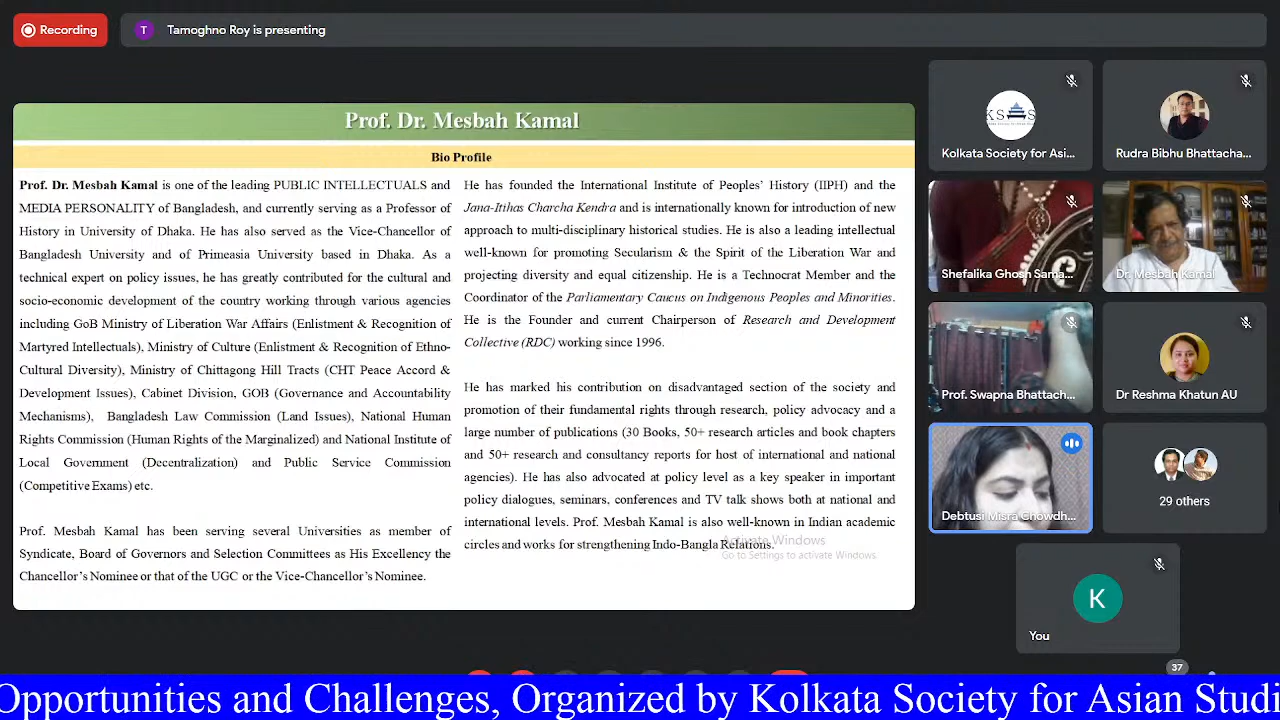 Recording
T
Tamoghno Roy is presenting
Prof. Dr. Mesbah Kamal
Bio Profile
Prof. Dr. Mesbah Kamal is one of the leading PUBLIC INTELLECTUALS and
MEDIA PERSONALITY of Bangladesh, and currently serving as a Professor of
History in University of Dhaka. He has also served as the Vice-Chancellor of
Bangladesh University and of Primeasia University based in Dhaka. As a
technical expert on policy issues, he has greatly contributed for the cultural and
socio-economic development of the country working through various agencies
including GoB Ministry of Liberation War Affairs (Enlistment & Recognition of
Martyred Intellectuals), Ministry of Culture (Enlistment & Recognition of Ethno-
Cultural Diversity), Ministry of Chittagong Hill Tracts (CHT Peace Accord &
Development Issues), Cabinet Division, GOB (Governance and Accountability
Mechanisms), Bangladesh Law Commission (Land Issues), National Human
Rights Commission (Human Rights of the Marginalized) and National Institute of
Local Government (Decentralization) and Public Service Commission
(Competitive Exams) etc.
Prof. Mesbah Kamal has been serving several Universities as member of
Syndicate, Board of Governors and Selection Committees as His Excellency the
Chancellor's Nominee or that of the UGC or the Vice-Chancellor's Nominee.
He has founded the International Institute of Peoples' History (IIPH) and the
Jana-Itihas Charcha Kendra and is internationally known for introduction of new
approach to multi-disciplinary historical studies. He is also a leading intellectual
well-known for promoting Secularism & the Spirit of the Liberation War and
projecting diversity and equal citizenship. He is a Technocrat Member and the
Coordinator of the Parliamentary Caucus on Indigenous Peoples and Minorities.
He is the Founder and current Chairperson of Research and Development
Collective (RDC) working since 1996.
He has marked his contribution on disadvantaged section of the society and
promotion of their fundamental rights through research, policy advocacy and a
large number of publications (30 Books, 50+ research articles and book chapters
and 50+ research and consultancy reports for host of international and national
agencies). He has also advocated at policy level as a key speaker in important
policy dialogues, seminars, conferences and TV talk shows both at national and
international levels. Prof. Mesbah Kamal is also well-known in Indian academic
circles and works for strengthening Indo-Bangla Relations.
Activate Windows
Go to Settings to activate Windows.
KSAS
Kolkata Society for Asi...
Rudra Bibhu Bhattacha...
Shefalika Ghosh Sama...
Dr. Mesbah Kamal
Prof. Swapna Bhattach...
Dr Reshma Khatun AU
Debtusi Misra Chowdh...
29 others
K
You
37
Opportunities and Challenges, Organized by Kolkata Society for Asian Studi